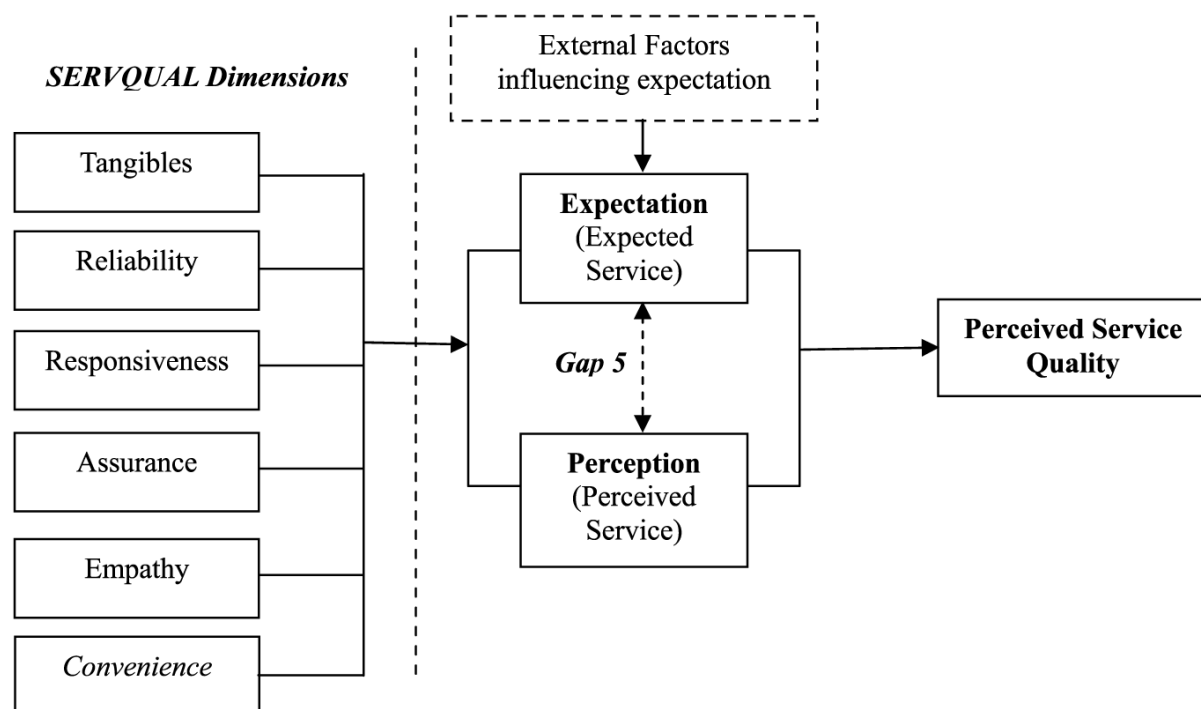 SERVQUAL Dimensions
Tangibles
Reliability
Responsiveness
Assurance
Empathy
Convenience
External Factors
influencing expectation
Expectation
(Expected
Service)
Gap 5
Perception
(Perceived
Service)
Perceived Service
Quality